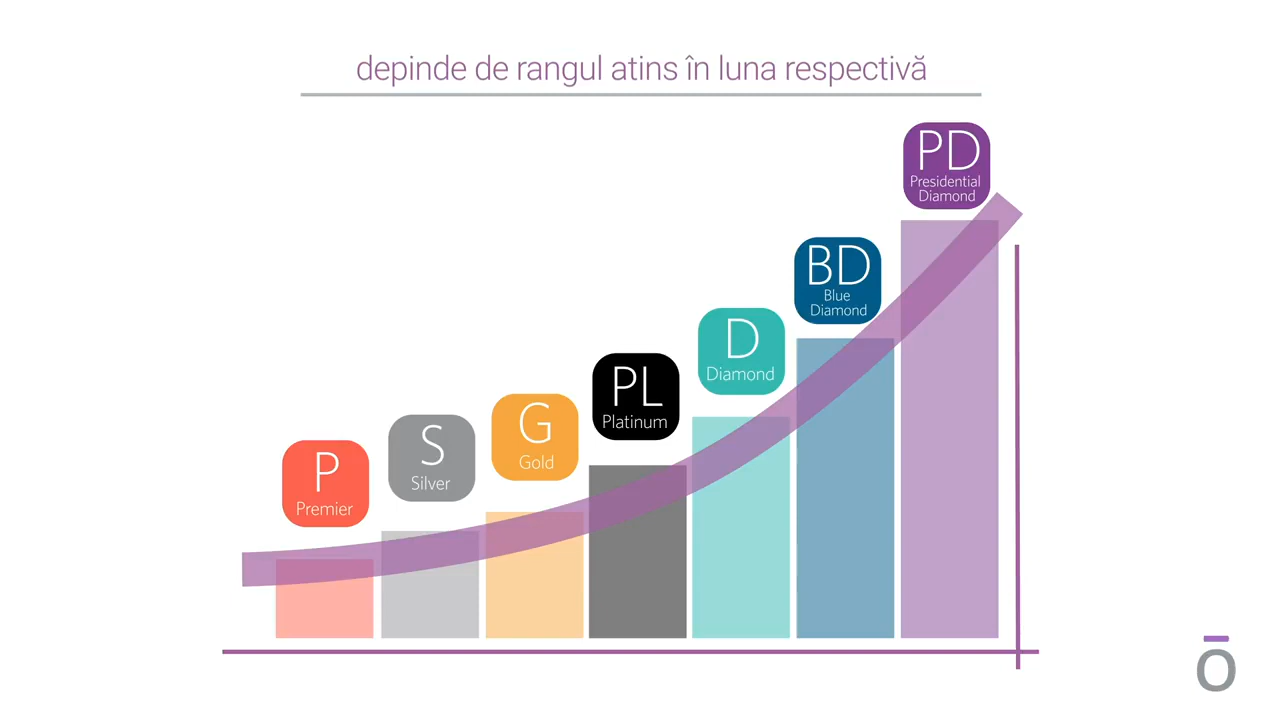 depinde de rangul atins în luna respectivă
PD
Presidential
Diamond
BD
Blue
Diamond
D
Diamond
PL
Platinum
G
Gold
S
Silver
P
Premier
ō